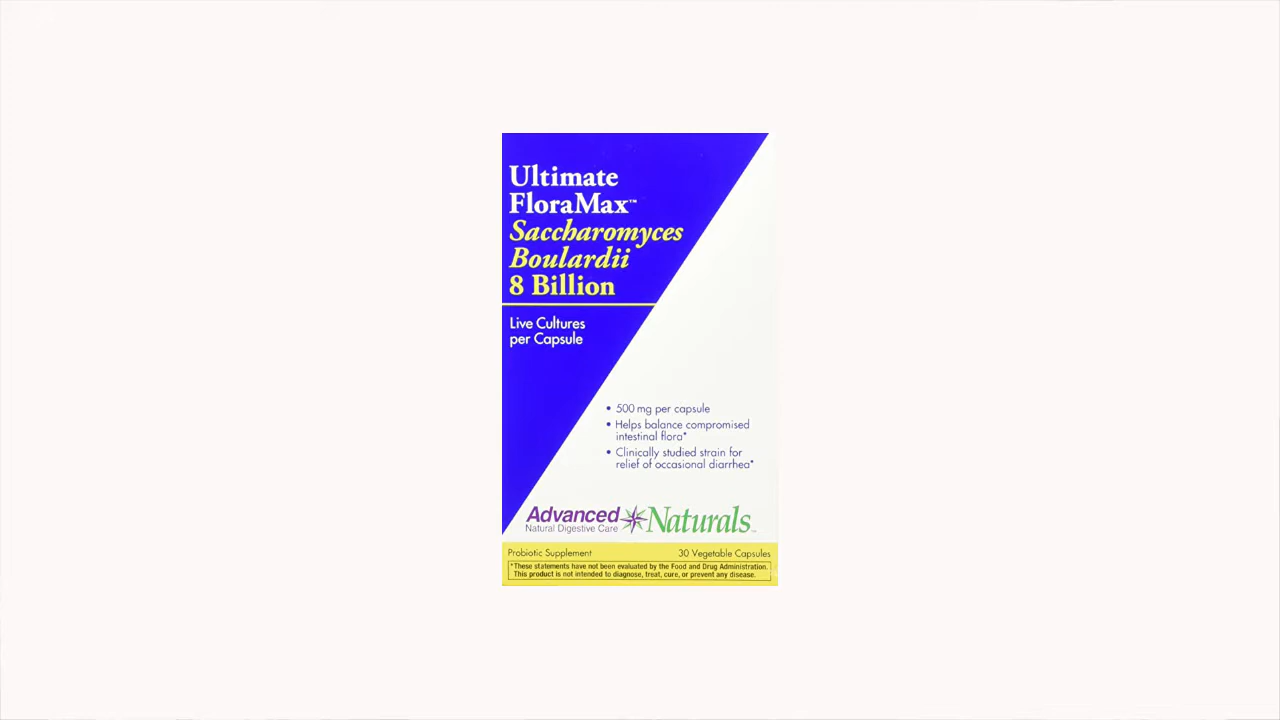 Ultimate
FloraMax™
Saccharomyces
Boulardii
8 Billion
Live Cultures
per Capsule
• 500 mg per capsule
• Helps balance compromised
intestinal flora*
• Clinically studied strain for
relief of occasional diarrhea*
Advanced Naturals™
Natural Digestive Care
Probiotic Supplement 30 Vegetable Capsules
*These statements have not been evaluated by the Food and Drug Administration.
This product is not intended to diagnose, treat, cure, or prevent any disease.